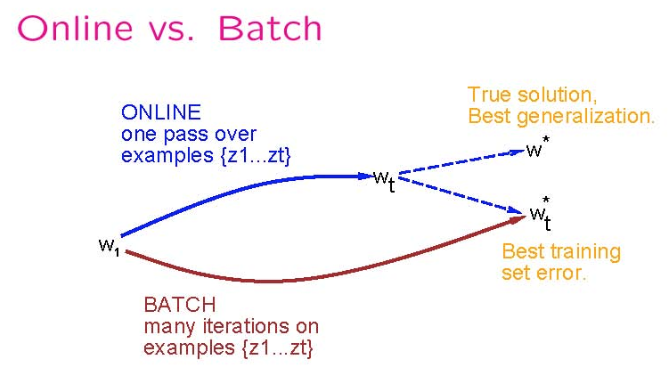 Online vs. Batch
True solution,
Best generalization.
ONLINE
one pass over
examples {z1...zt}
w*
wt
wt*
w1
Best training
set error.
BATCH
many iterations on
examples {z1...zt}